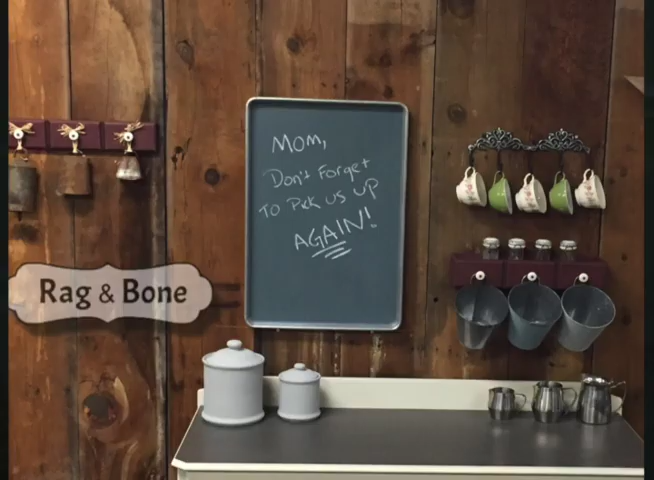 Mom,
Don't Forget
To Pick us up
AGAIN!
Rag & Bone